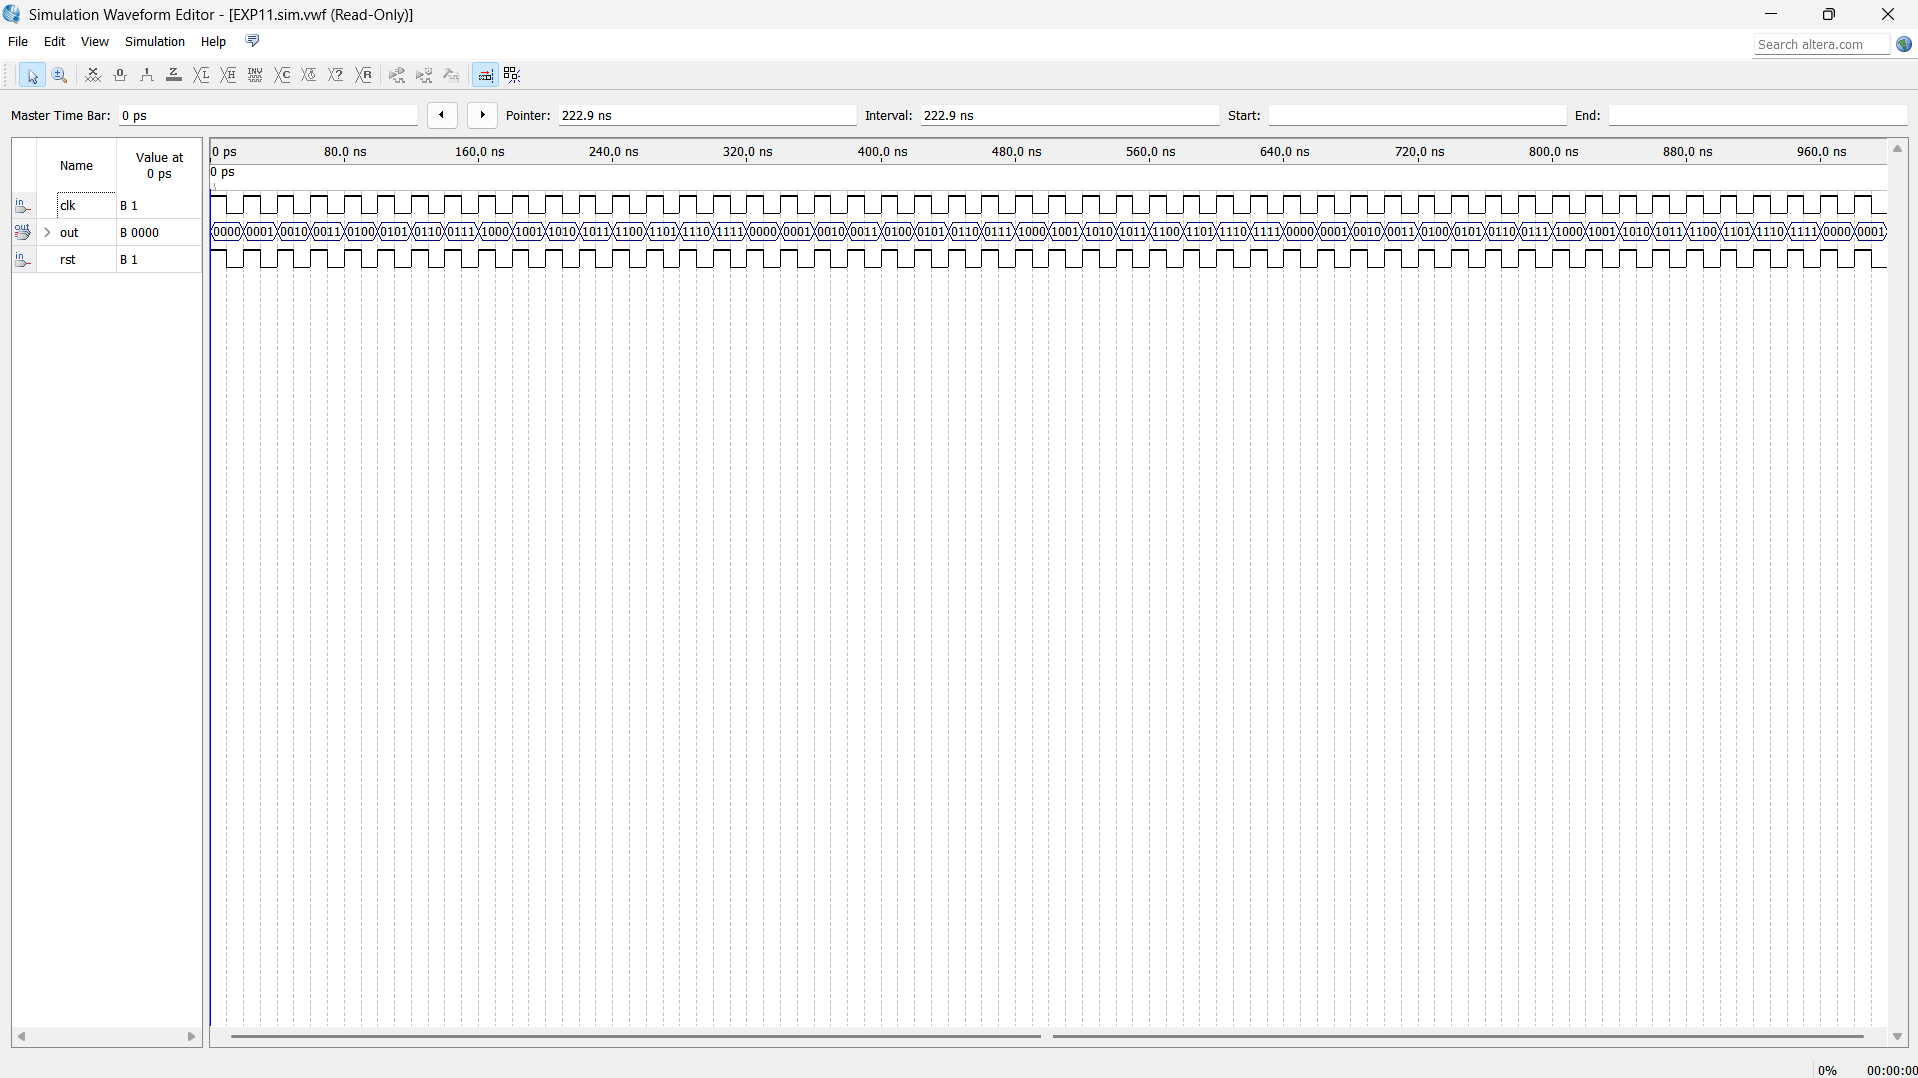 Simulation Waveform Editor - [EXP11.sim.vwf (Read-Only)]
File Edit View Simulation Help
Search altera.com
Master Time Bar: 0 ps Pointer: 222.9 ns Interval: 222.9 ns Start: End:
Name Value at 0 ps
0 ps 80.0 ns 160.0 ns 240.0 ns 320.0 ns 400.0 ns 480.0 ns 560.0 ns 640.0 ns 720.0 ns 800.0 ns 880.0 ns 960.0 ns
0 ps
in clk B 1
out out B 0000 0000 0001 0010 0011 0100 0101 0110 0111 1000 1001 1010 1011 1100 1101 1110 1111 0000 0001 0010 0011 0100 0101 0110 0111 1000 1001 1010 1011 1100 1101 1110 1111 0000 0001 0010 0011 0100 0101 0110 0111 1000 1001 1010 1011 1100 1101 1110 1111 0000 0001
in rst B 1
0% 00:00:00